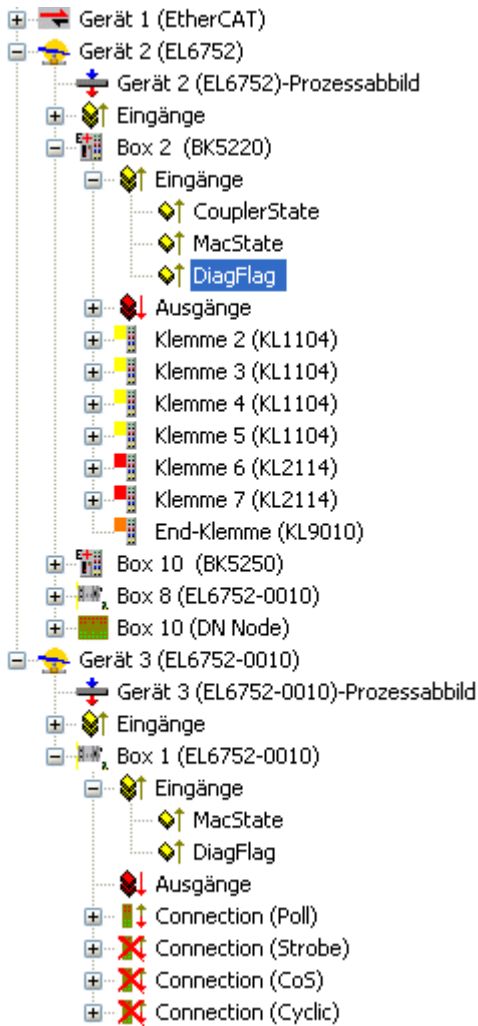 Gerät 1 (EtherCAT)
Gerät 2 (EL6752)
Gerät 2 (EL6752)-Prozessabbild
Eingänge
Box 2 (BK5220)
Eingänge
CouplerState
MacState
DiagFlag
Ausgänge
Klemme 2 (KL1104)
Klemme 3 (KL1104)
Klemme 4 (KL1104)
Klemme 5 (KL1104)
Klemme 6 (KL2114)
Klemme 7 (KL2114)
End-Klemme (KL9010)
Box 10 (BK5250)
Box 8 (EL6752-0010)
Box 10 (DN Node)
Gerät 3 (EL6752-0010)
Gerät 3 (EL6752-0010)-Prozessabbild
Eingänge
Box 1 (EL6752-0010)
Eingänge
MacState
DiagFlag
Ausgänge
Connection (Poll)
Connection (Strobe)
Connection (CoS)
Connection (Cyclic)